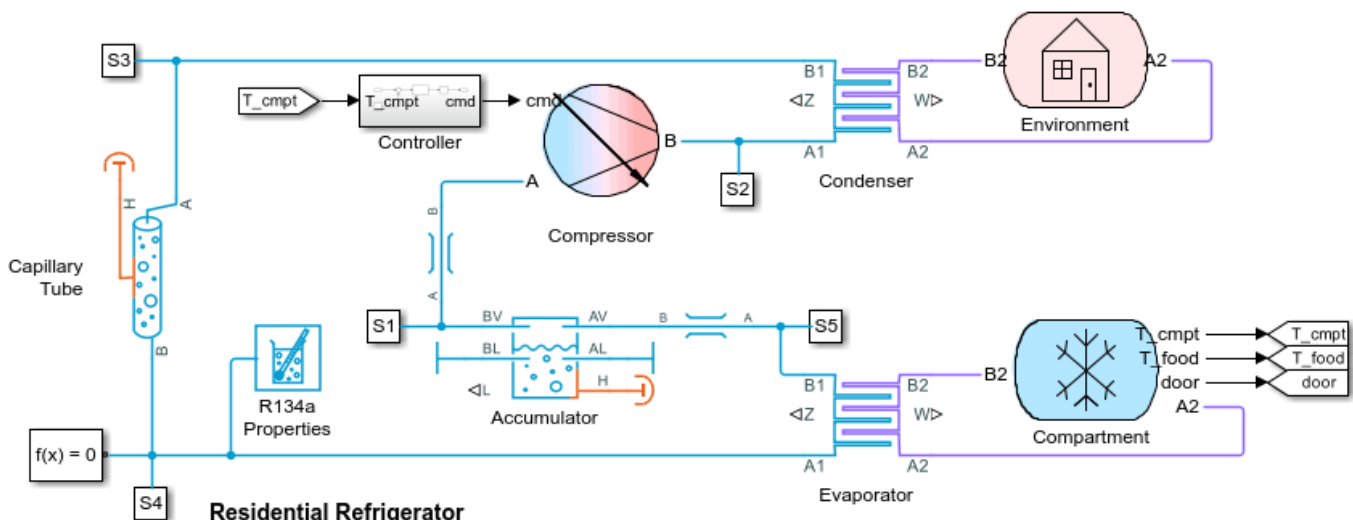 S3
T_cmpt
T_cmpt
cmd
Controller
cmd
B
A
Compressor
S2
B1
B2
◁Z
W▷
A1
A2
Condenser
B2
A2
Environment
H
A
Capillary
Tube
B
B
A
S1
BV
AV
B
A
S5
BL
AL
H
◁L
Accumulator
R134a
Properties
f(x) = 0
S4
B1
B2
◁Z
W▷
A1
A2
Evaporator
B2
T_cmpt
T_food
door
A2
Compartment
T_cmpt
T_food
door
Residential Refrigerator